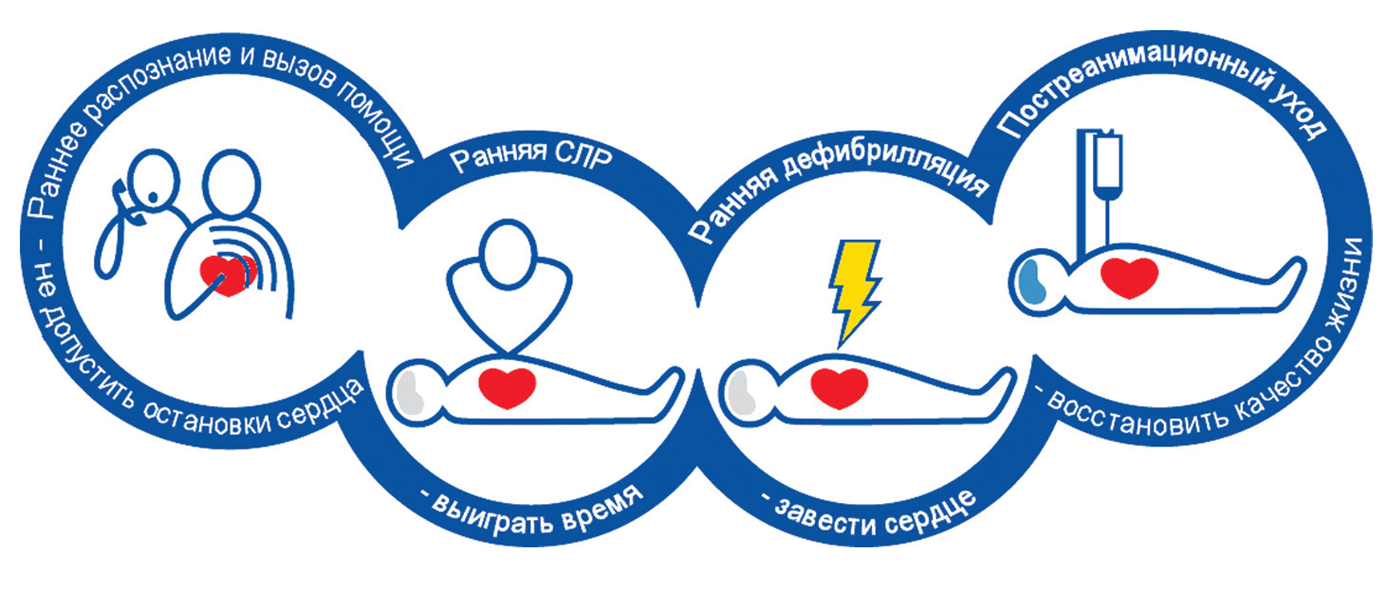 Раннее распознание и вызов помощи
- не допустить остановки сердца
Ранняя СЛР
- выиграть время
Ранняя дефибрилляция
- завести сердце
Постреанимационный уход
- восстановить качество жизни